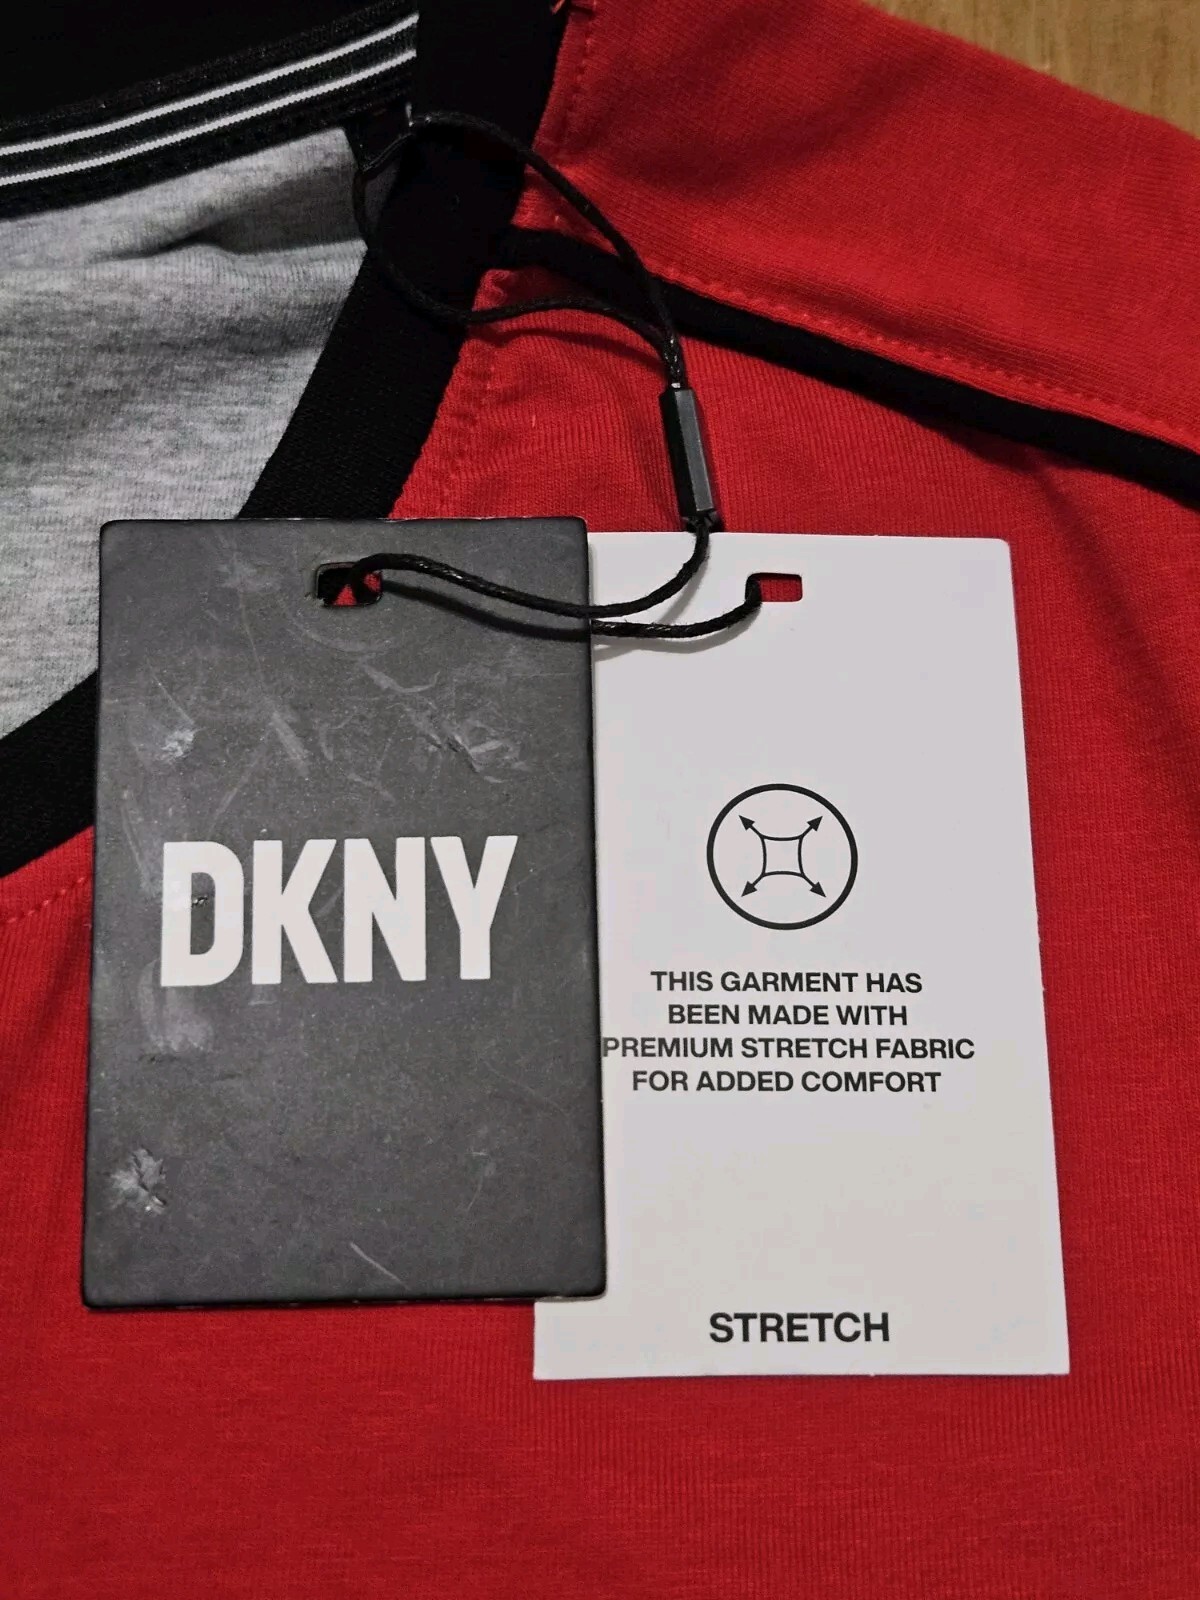 DKNY
THIS GARMENT HAS
BEEN MADE WITH
PREMIUM STRETCH FABRIC
FOR ADDED COMFORT
STRETCH